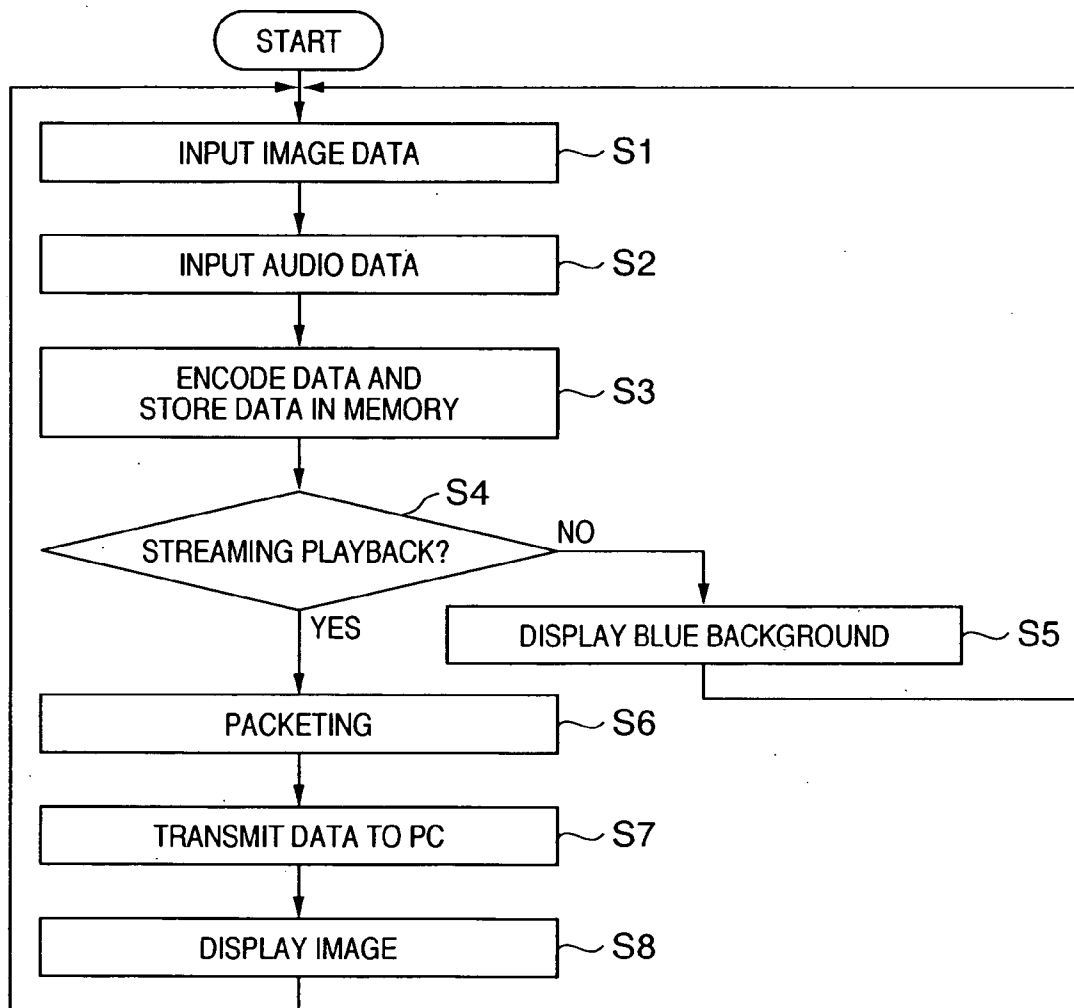 START
INPUT IMAGE DATA
S1
INPUT AUDIO DATA
S2
ENCODE DATA AND
STORE DATA IN MEMORY
S3
S4
STREAMING PLAYBACK?
NO
YES
DISPLAY BLUE BACKGROUND
S5
PACKETING
S6
TRANSMIT DATA TO PC
S7
DISPLAY IMAGE
S8